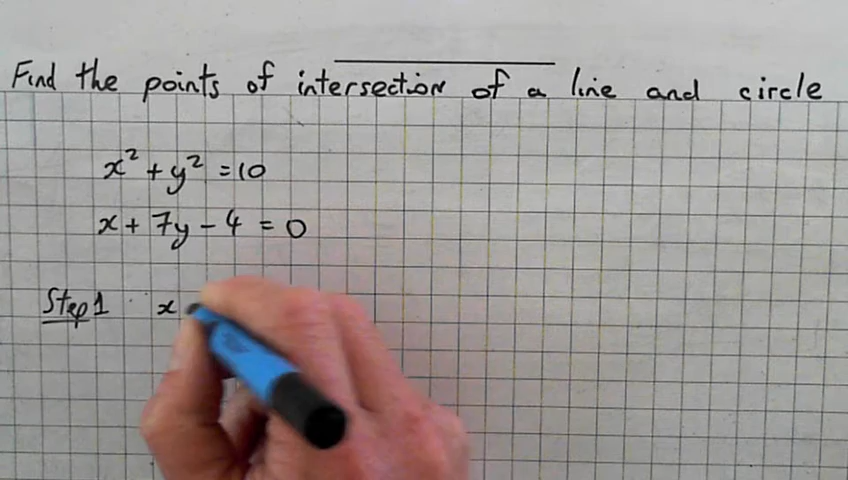 Find the points of intersection of a line and circle
x² + y² = 10
x + 7y - 4 = 0
Step 1 x